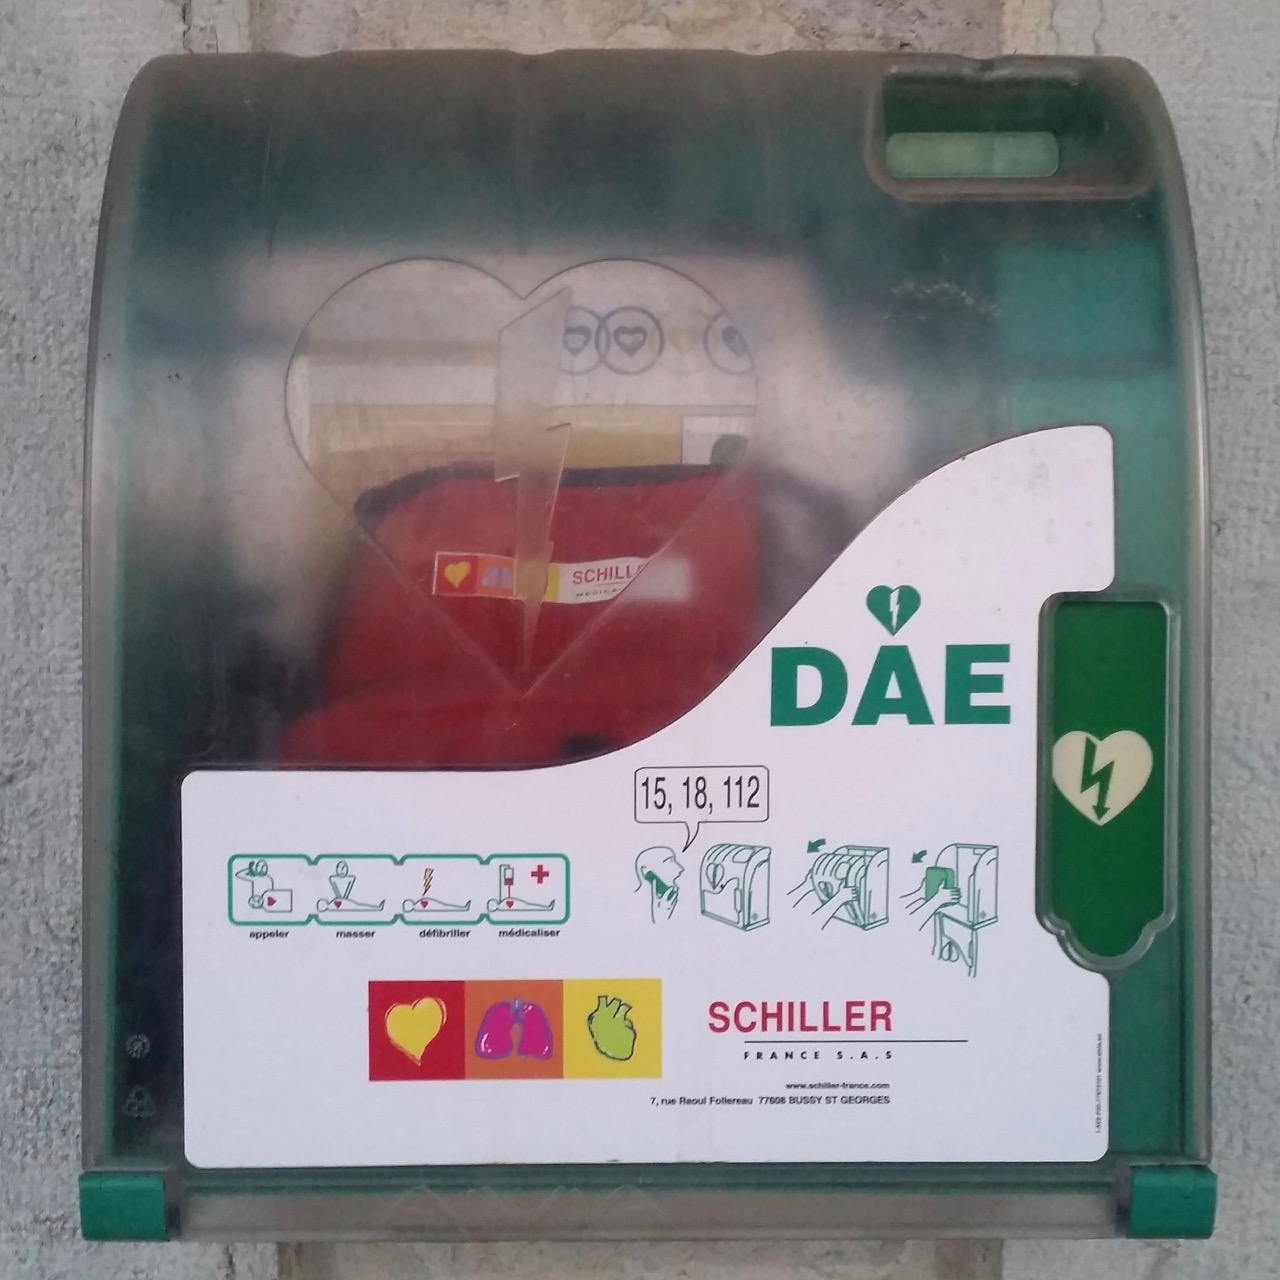 SCHILL
DAE
15, 18, 112
appeler masser défibriller médicaliser
SCHILLER
FRANCE S.A.S
www.schiller-france.com
7, rue Raoul Follereau 77608 BUSSY ST GEORGES